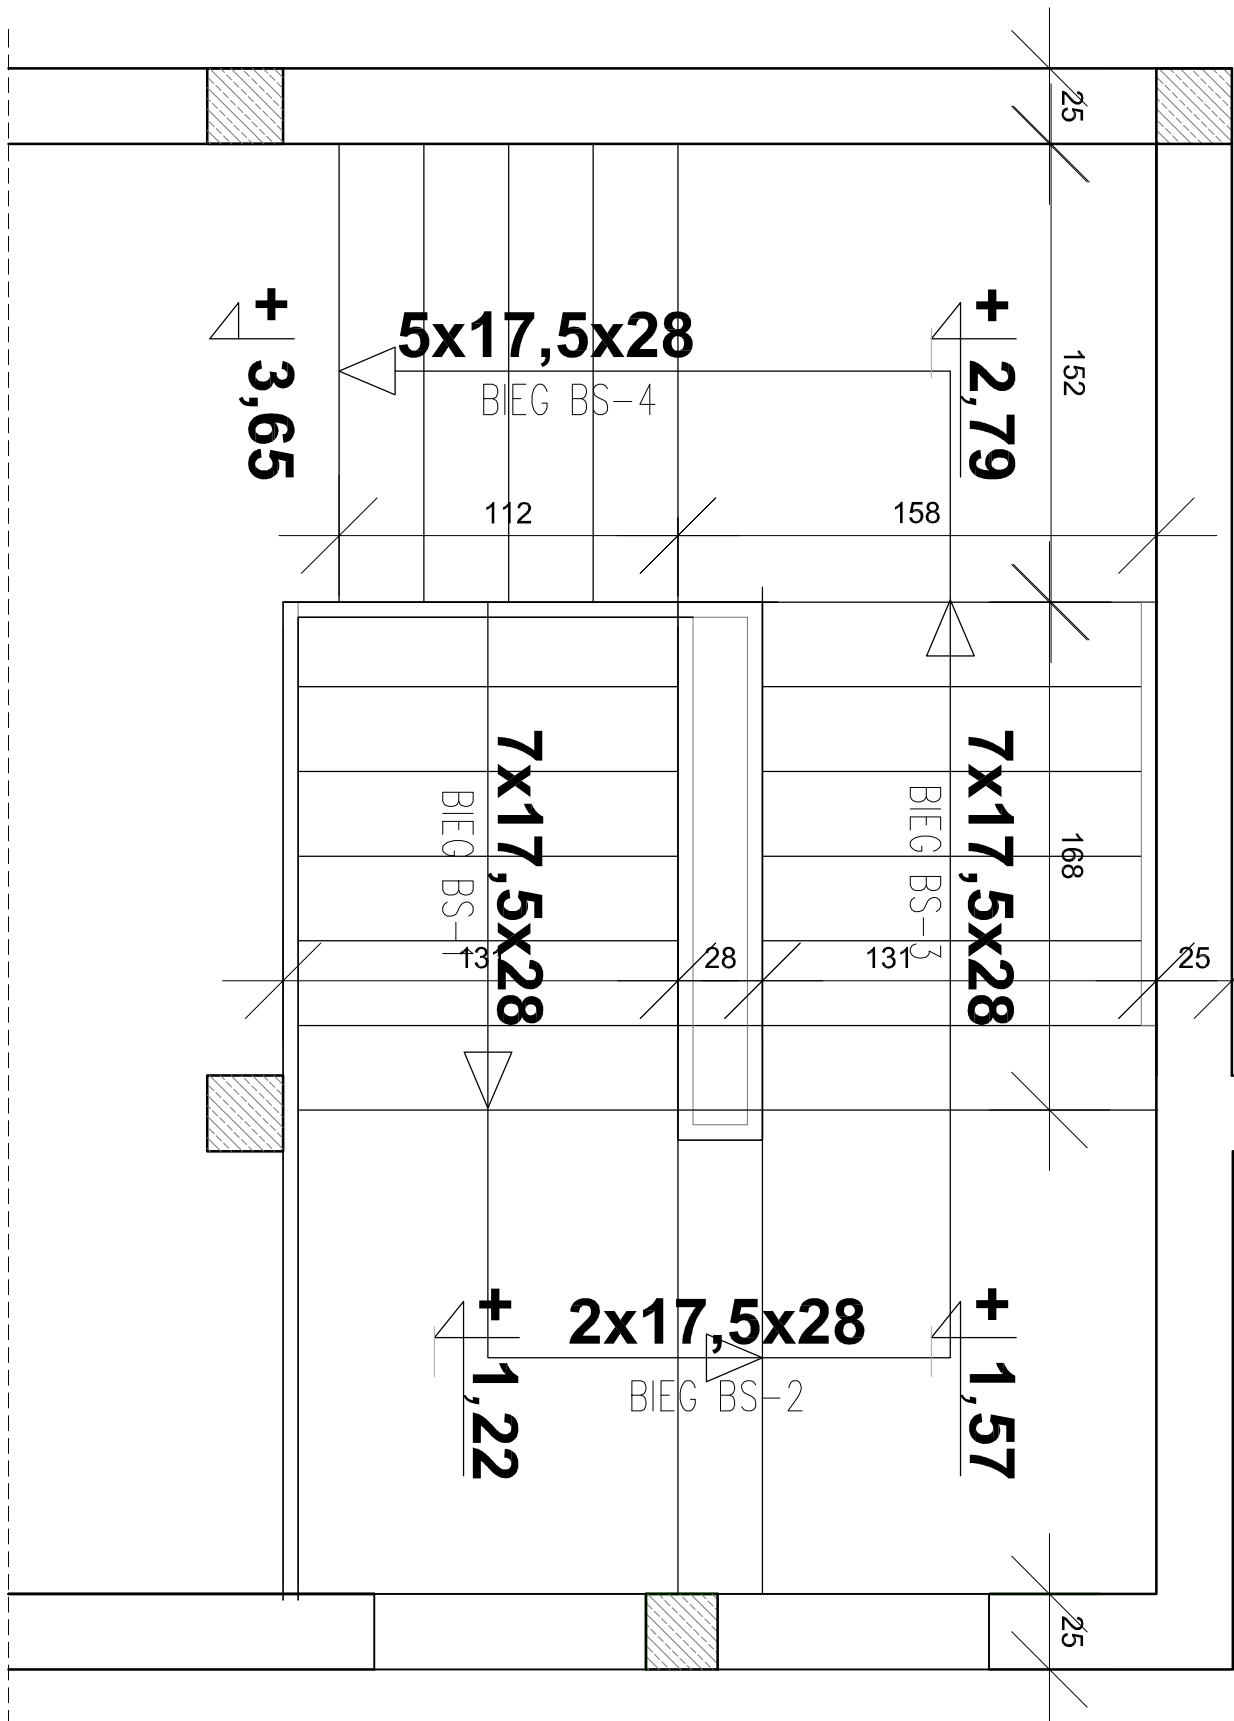 25
+ 3,65
5x17,5x28
BIEG BS-4
+ 2,79
152
112
158
7x17,5x28
BIEG BS-1
7x17,5x28
BIEG BS-3
168
131
28
131
25
+ 1,22
2x17,5x28
BIEG BS-2
+ 1,57
25